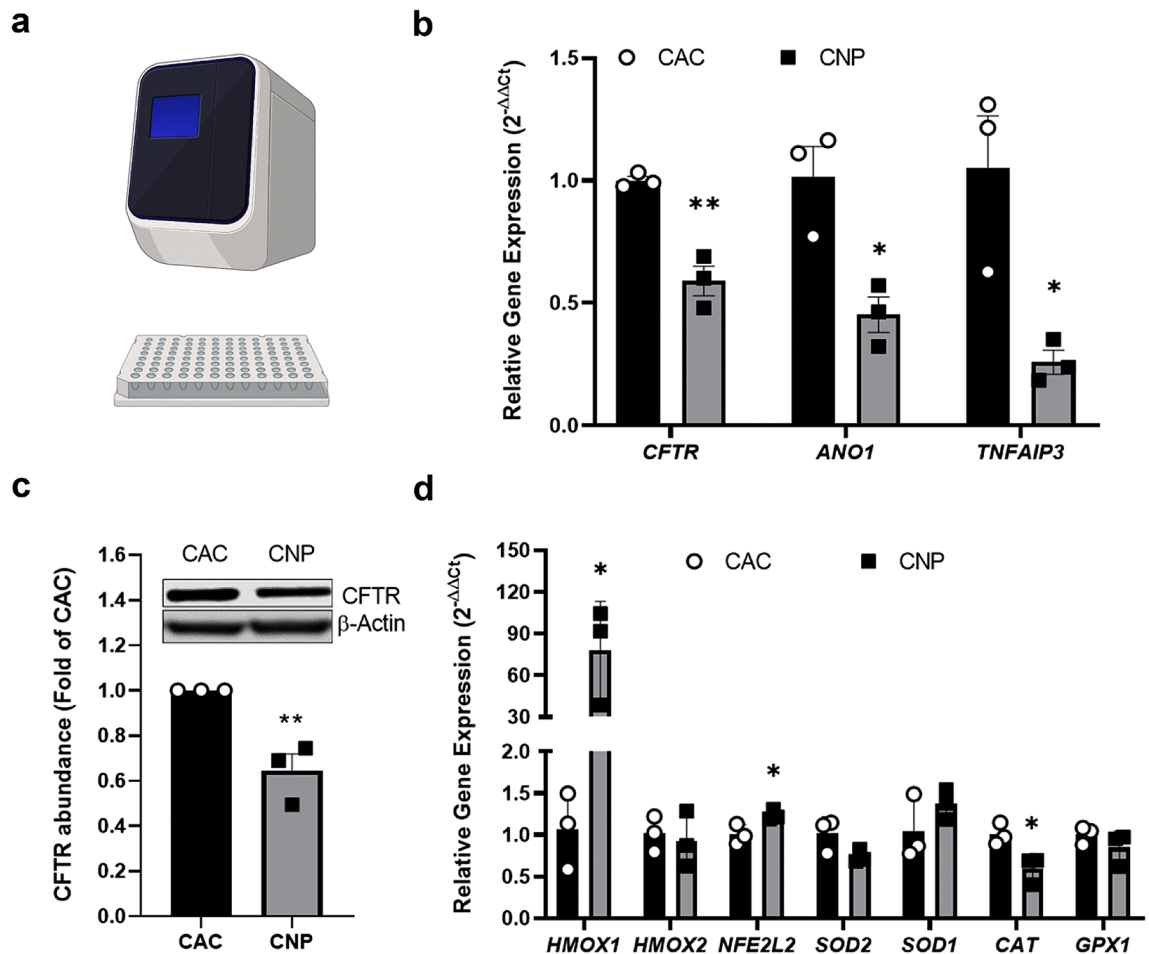 a
b
Relative Gene Expression (2-ΔΔCt)
CAC CNP
1.5
1.0
0.5
0.0
**
*
*
CFTR ANO1 TNFAIP3
c
CFTR abundance (Fold of CAC)
1.6
1.4
1.2
1.0
0.8
0.6
0.4
0.2
0.0
CAC CNP
CFTR
β-Actin
**
CAC CNP
d
Relative Gene Expression (2-ΔΔCt)
CAC CNP
150
120
90
60
30
2.0
1.5
1.0
0.5
0.0
*
*
*
HMOX1 HMOX2 NFE2L2 SOD2 SOD1 CAT GPX1